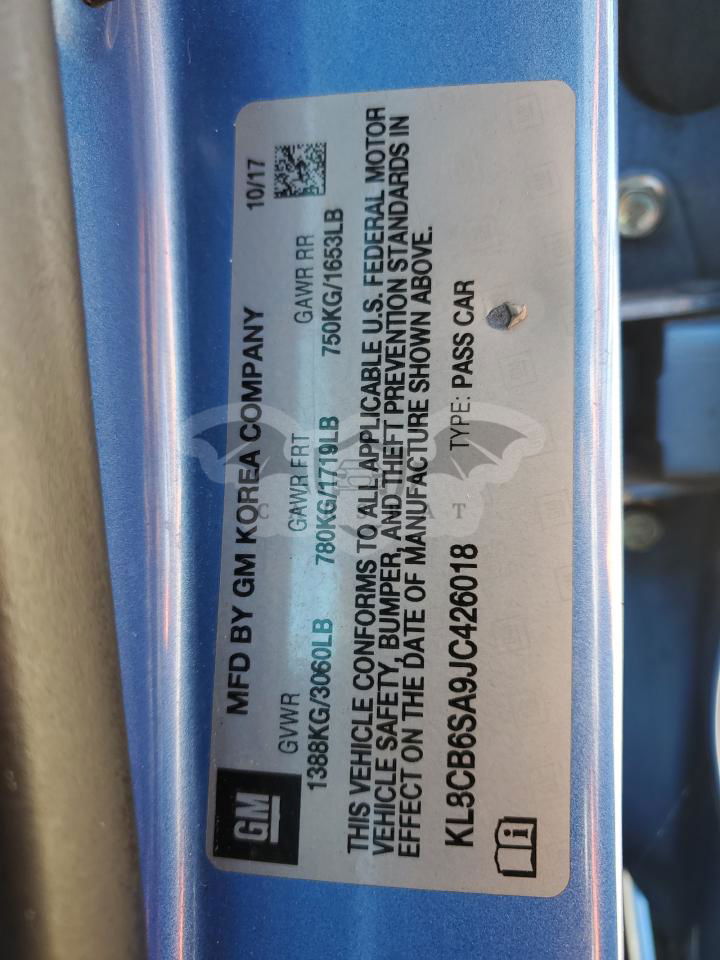 GM
MFD BY GM KOREA COMPANY 10/17
GVWR GAWR FRT GAWR RR
1388KG/3060LB 780KG/1719LB 750KG/1653LB
THIS VEHICLE CONFORMS TO ALL APPLICABLE U.S. FEDERAL MOTOR
VEHICLE SAFETY, BUMPER, AND THEFT PREVENTION STANDARDS IN
EFFECT ON THE DATE OF MANUFACTURE SHOWN ABOVE.
KL8CB6SA9JC426018 TYPE: PASS CAR